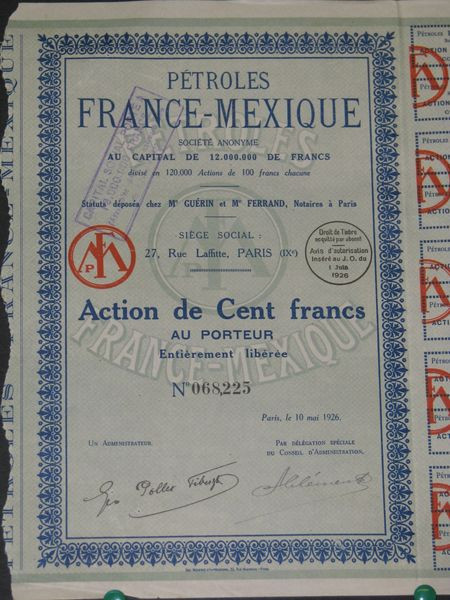 PÉTROLES
FRANCE-MEXIQUE
SOCIÉTÉ ANONYME
AU CAPITAL DE 12.000.000 DE FRANCS
divisé en 120,000 Actions de 100 francs chacune
Statuts déposés chez Me GUÉRIN et Me FERRAND, Notaires à Paris
SIÈGE SOCIAL :
27, Rue Laffitte, PARIS (IXe)
Droit de Timbre
acquitté par abont
Avis d'autorisation
Inséré au J. O. du
1 Juin
1926
Action de Cent francs
AU PORTEUR
Entièrement libérée
No 068,225
Paris, le 10 mai 1926.
UN ADMINISTRATEUR.
PAR DÉLÉGATION SPÉCIALE
DU CONSEIL D'ADMINISTRATION.